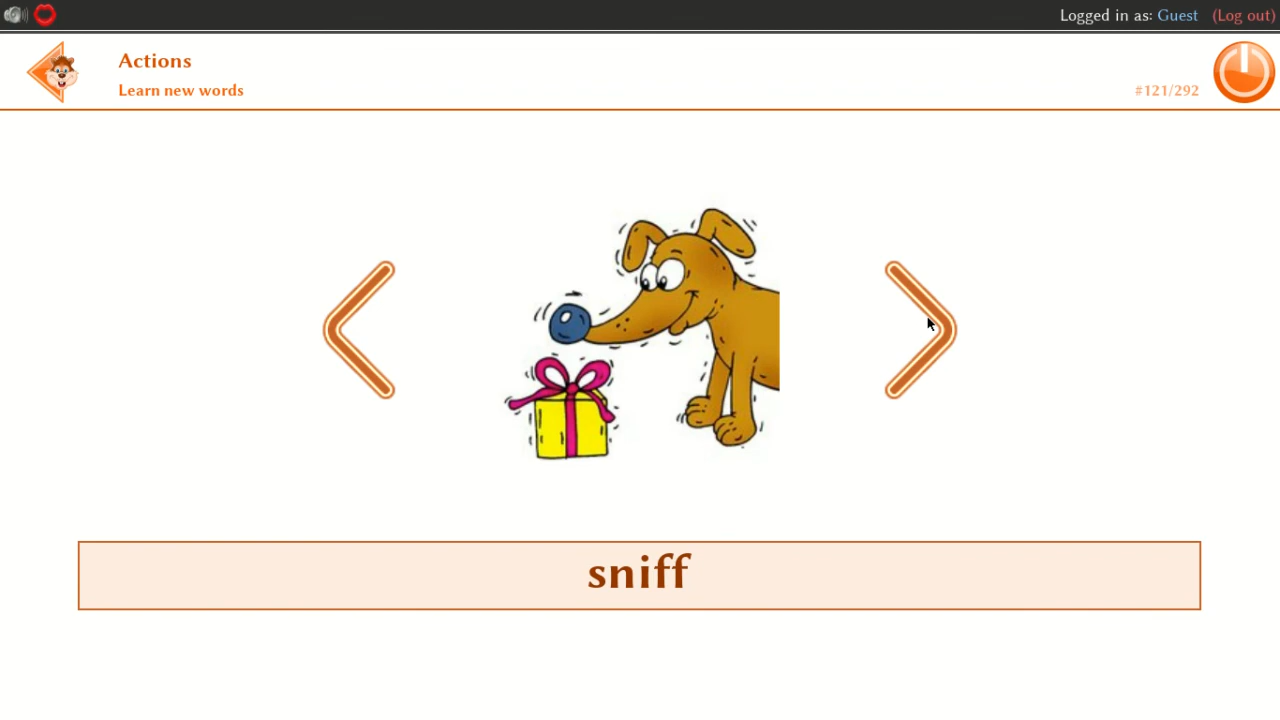 Logged in as: Guest (Log out)
Actions
Learn new words
#121/292
sniff